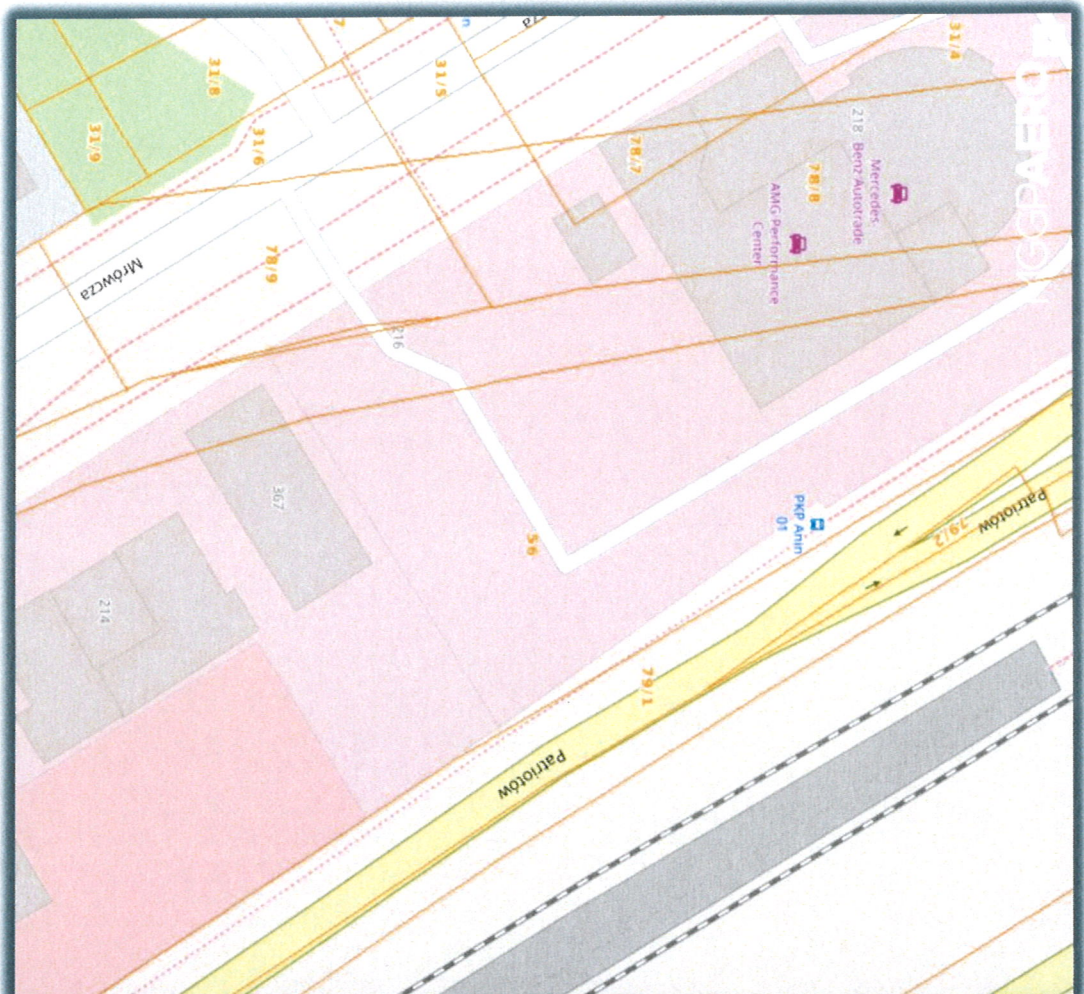 31/8
31/5
31/4
31/9
31/6
78/7
218
78/8
Mercedes-
Benz Autotrade
AMG Performance
Center
Mrówcza
78/9
216
367
56
PKP Anin
01
Patriotów
79/2
214
79/1
Patriotów